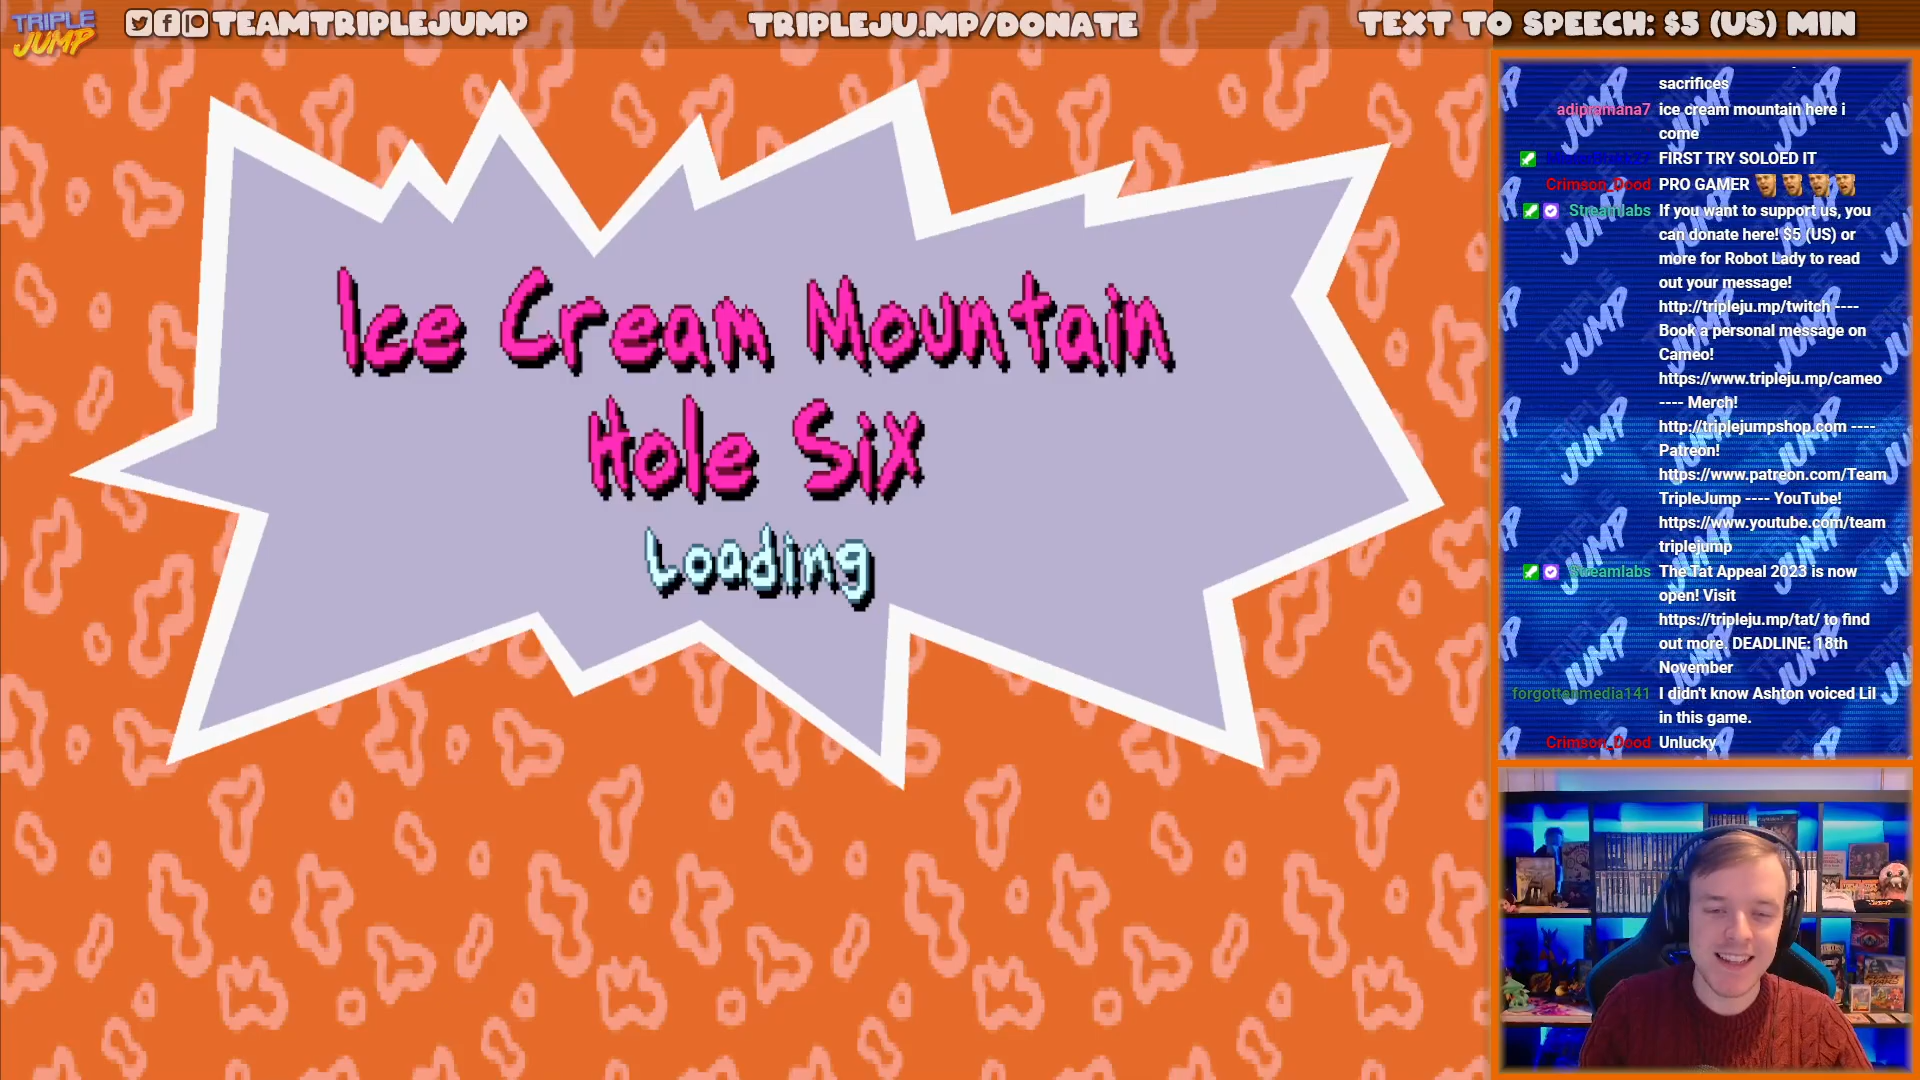 TRIPLE
JUMP
TEAMTRIPLEJUMP
TRIPLEJU.MP/DONATE
TEXT TO SPEECH: $5 (US) MIN
Ice Cream Mountain
Hole Six
Loading
sacrifices
adipramana7 ice cream mountain here i
come
FIRST TRY SOLOED IT
Crimson_Dood PRO GAMER
Streamlabs If you want to support us, you
can donate here! $5 (US) or
more for Robot Lady to read
out your message!
http://tripleju.mp/twitch ----
Book a personal message on
Cameo!
https://www.tripleju.mp/cameo
---- Merch!
http://triplejumpshop.com ----
Patreon!
https://www.patreon.com/Team
TripleJump ---- YouTube!
https://www.youtube.com/team
triplejump
Streamlabs The Tat Appeal 2023 is now
open! Visit
https://tripleju.mp/tat/ to find
out more. DEADLINE: 18th
November
forgottenmedia141 I didn't know Ashton voiced Lil
in this game.
Crimson_Dood Unlucky